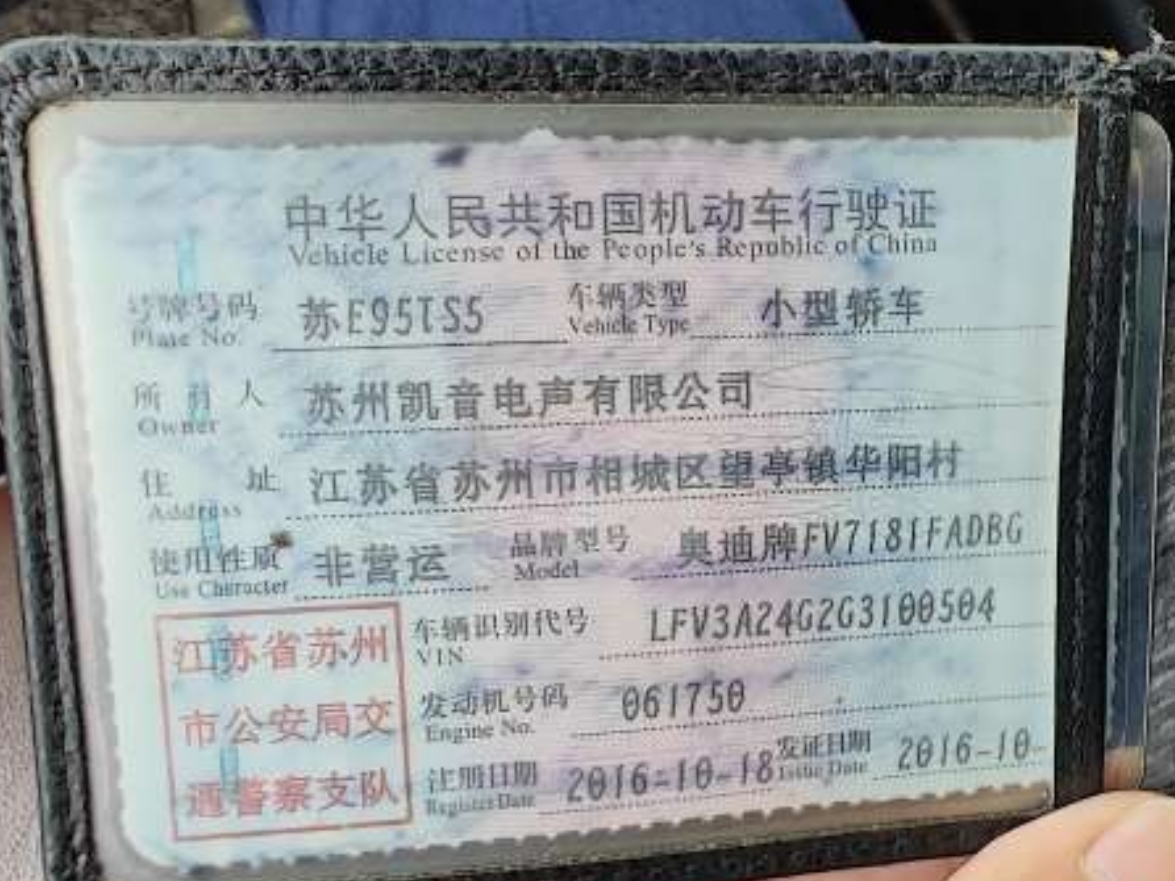 中华人民共和国机动车行驶证
Vehicle License of the People's Republic of China
号牌号码 苏E95TS5 车辆类型 小型轿车
Plate No. Vehicle Type
所有人 苏州凯音电声有限公司
Owner
住址 江苏省苏州市相城区望亭镇华阳村
Address
使用性质 非营运 品牌型号 奥迪牌FV7181FADBG
Use Character Model
江苏省苏州
市公安局交
通警察支队
车辆识别代号 LFV3A24G2G3100504
VIN
发动机号码 061750
Engine No.
注册日期 2016-10-18 发证日期 2016-10-
Register Date Issue Date